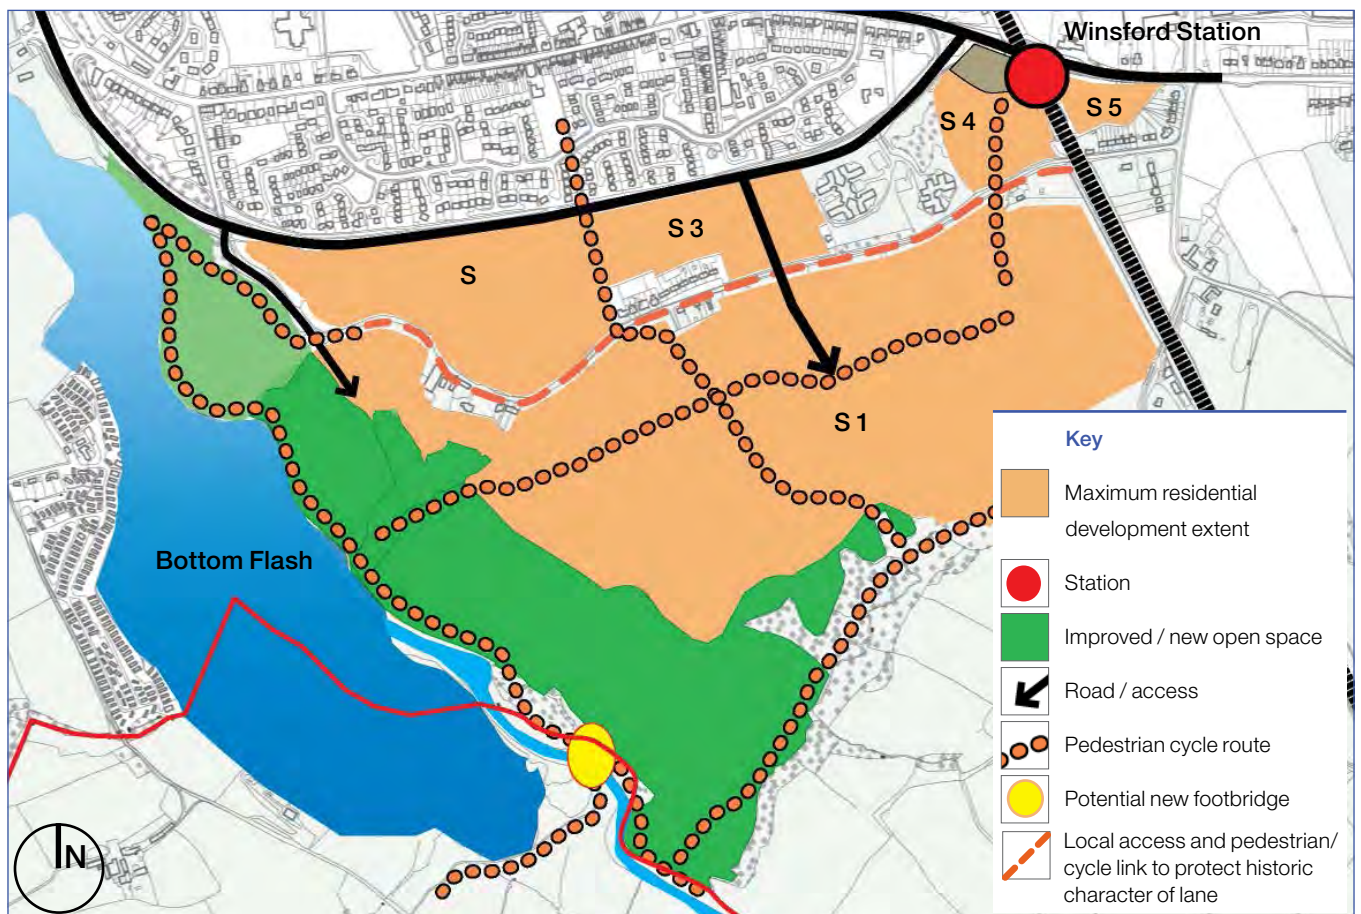 Winsford Station
S 4
S 5
S 3
S
S 1
Bottom Flash
N
Key
Maximum residential
development extent
Station
Improved / new open space
Road / access
Pedestrian cycle route
Potential new footbridge
Local access and pedestrian/
cycle link to protect historic
character of lane